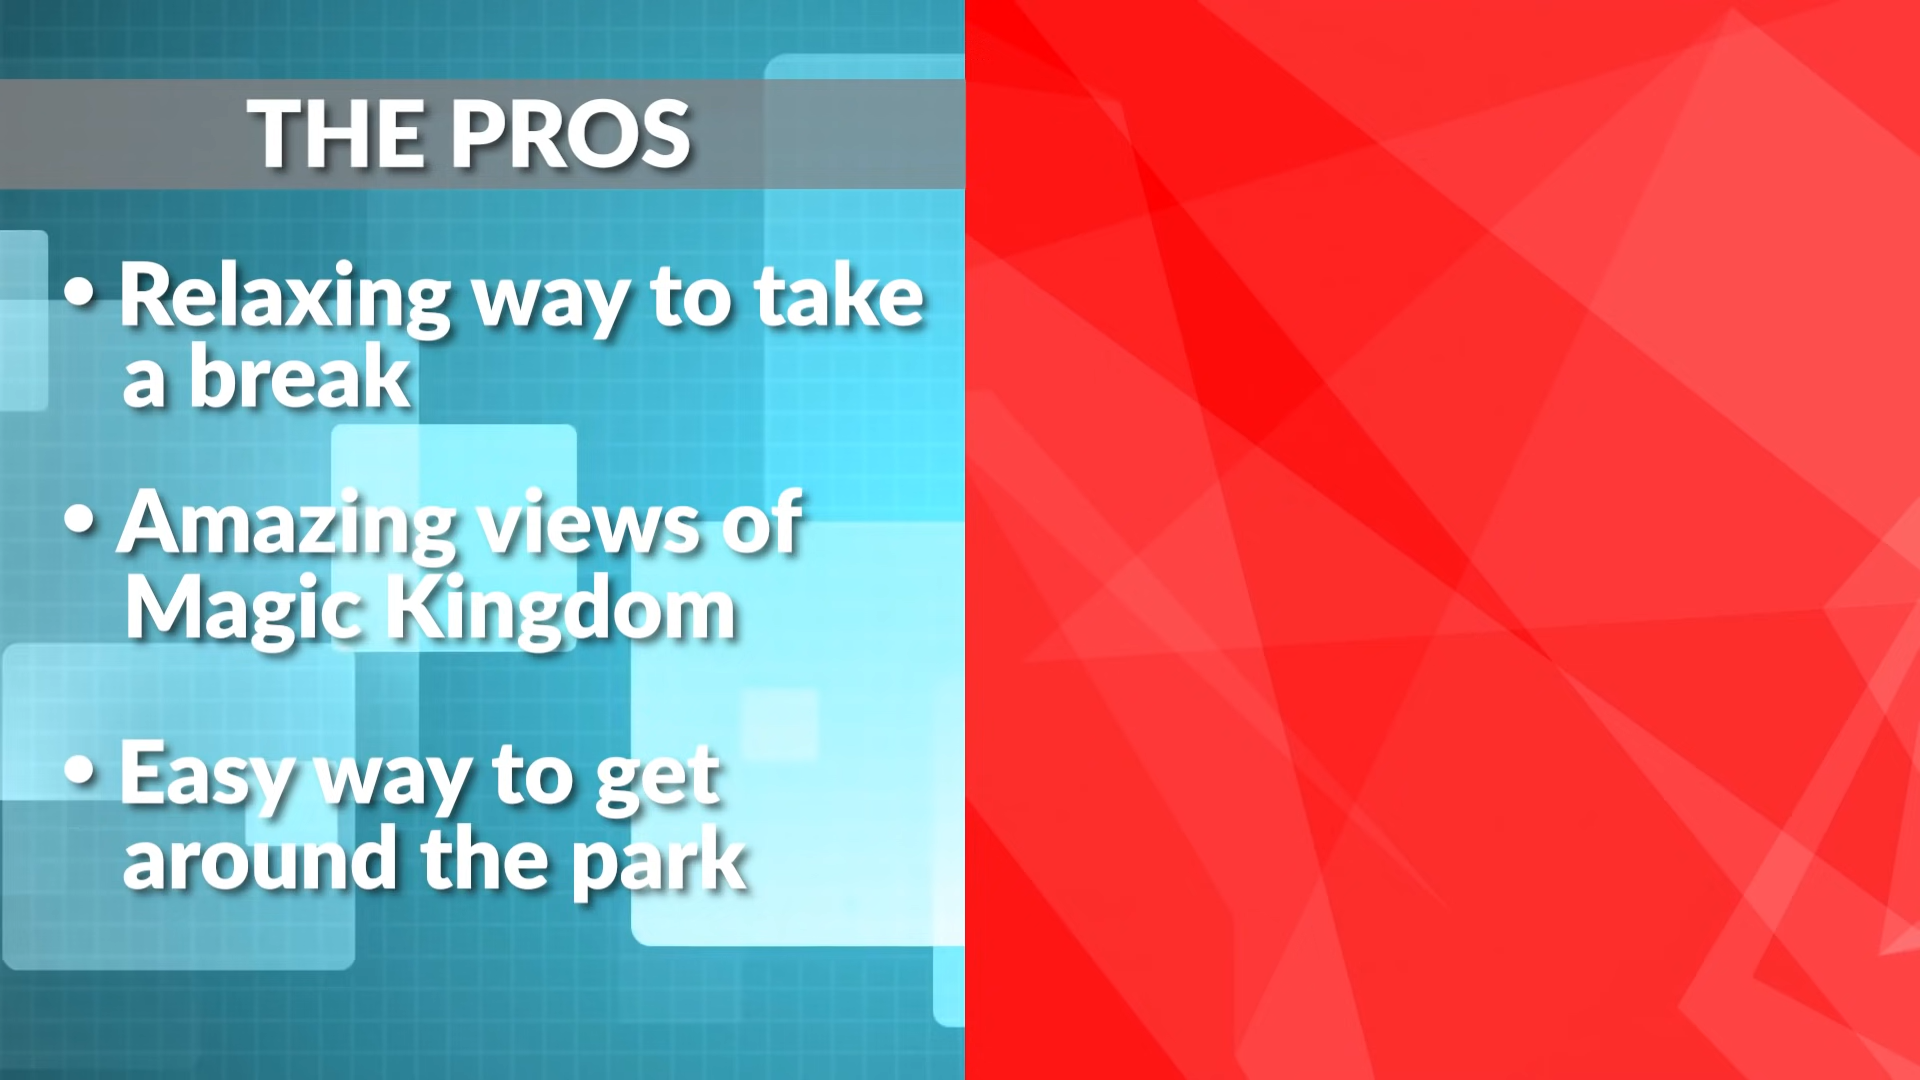 THE PROS
• Relaxing way to take
a break
• Amazing views of
Magic Kingdom
• Easy way to get
around the park